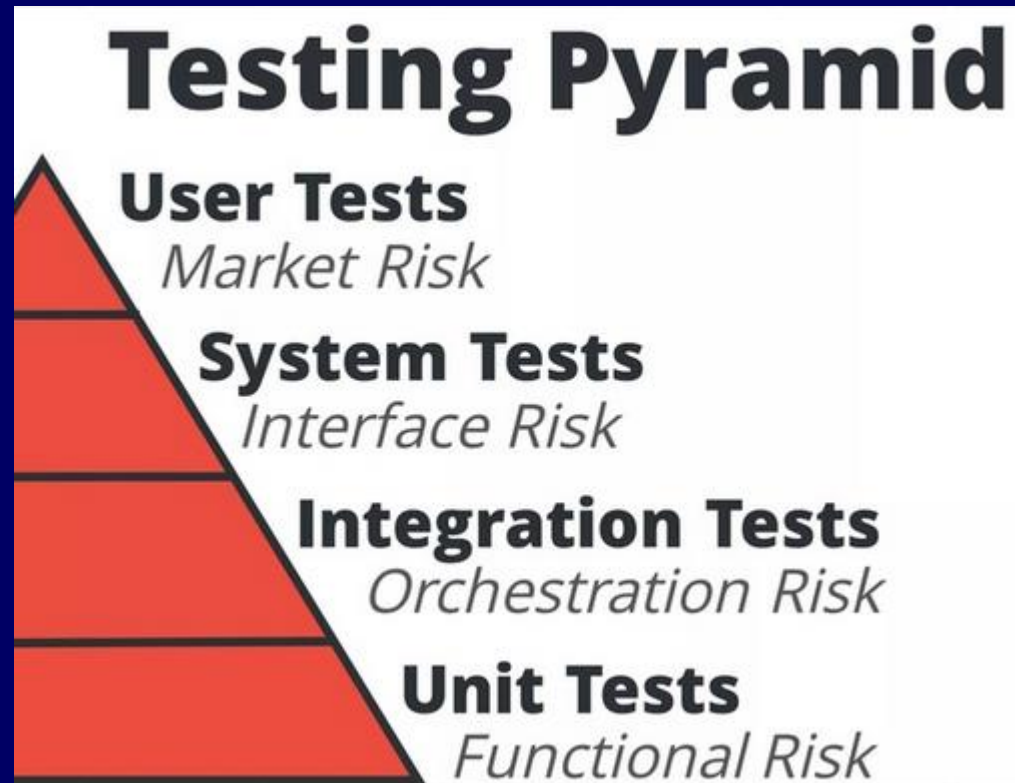 Testing Pyramid
User Tests
Market Risk
System Tests
Interface Risk
Integration Tests
Orchestration Risk
Unit Tests
Functional Risk